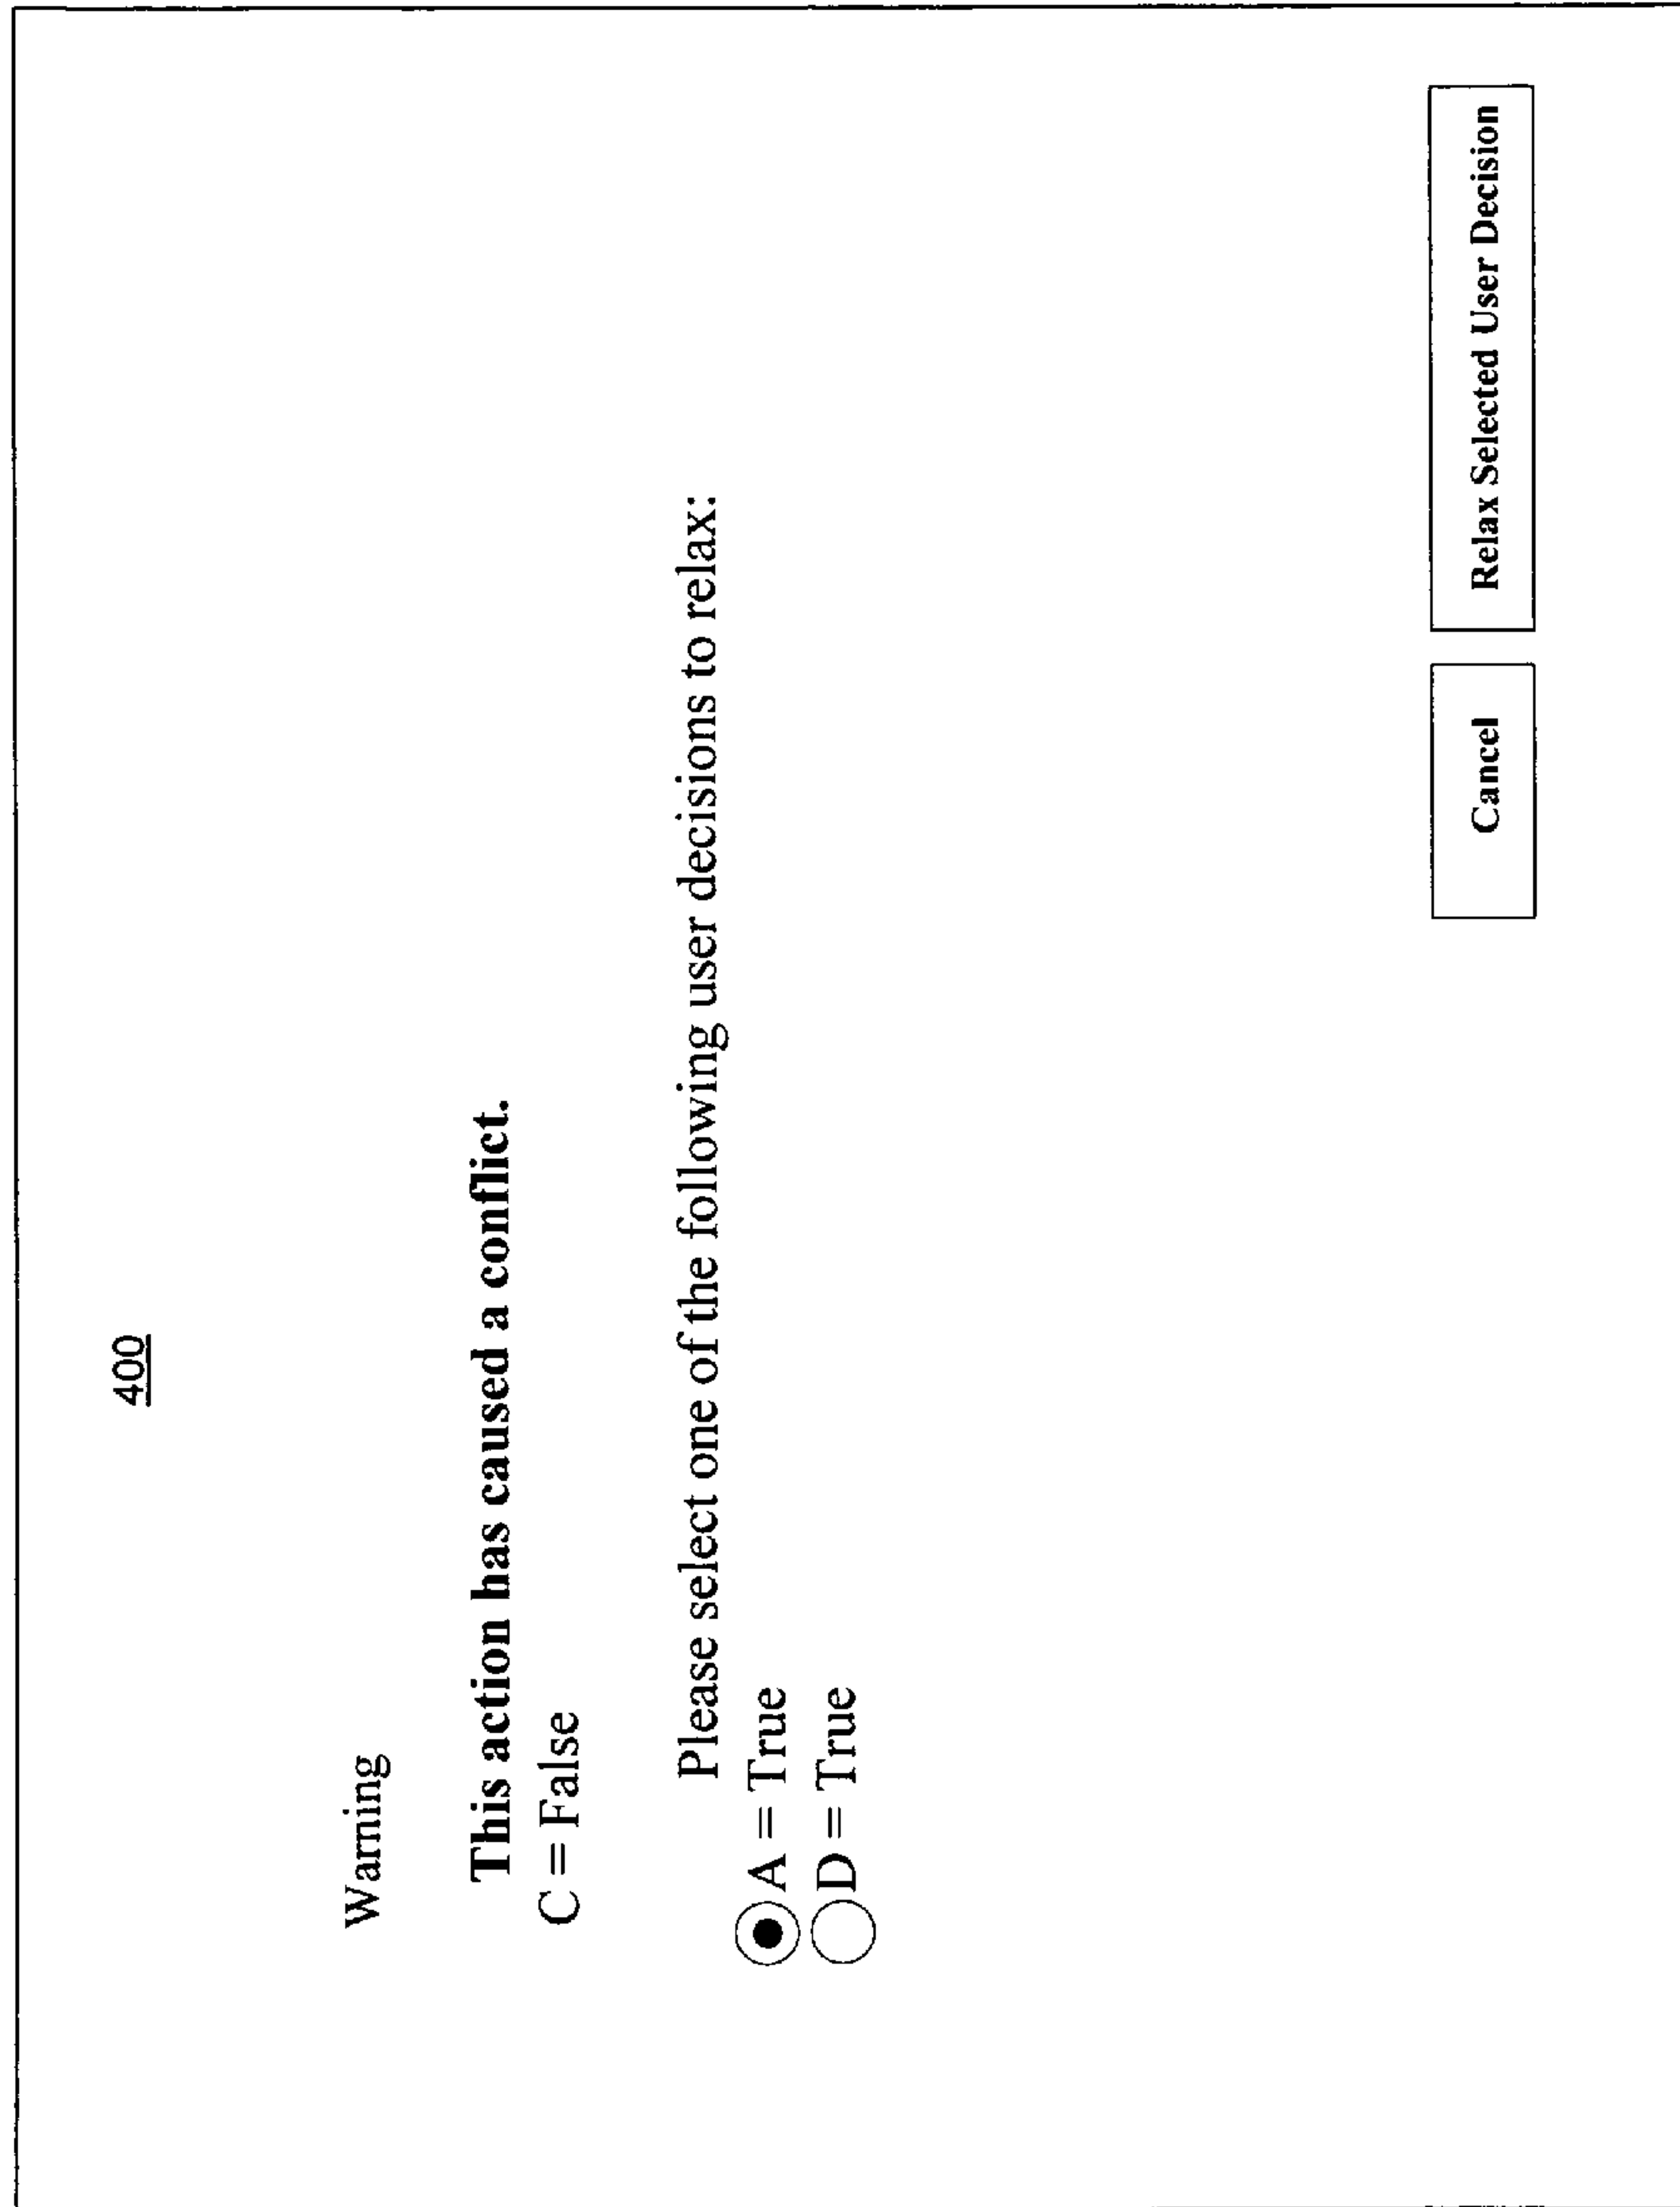 400
Warning
This action has caused a conflict.
C = False
Please select one of the following user decisions to relax:
A = True
D = True
Cancel
Relax Selected User Decision